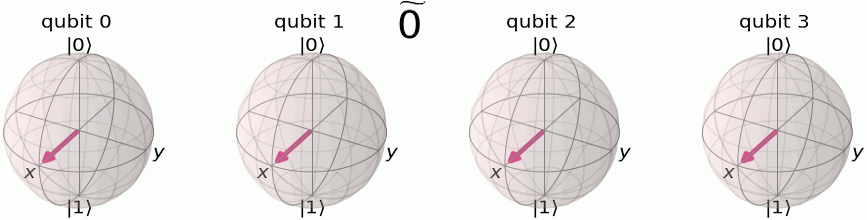 0̃
qubit 0 qubit 1 qubit 2 qubit 3
|0⟩ |0⟩ |0⟩ |0⟩
x y x y x y x y
|1⟩ |1⟩ |1⟩ |1⟩